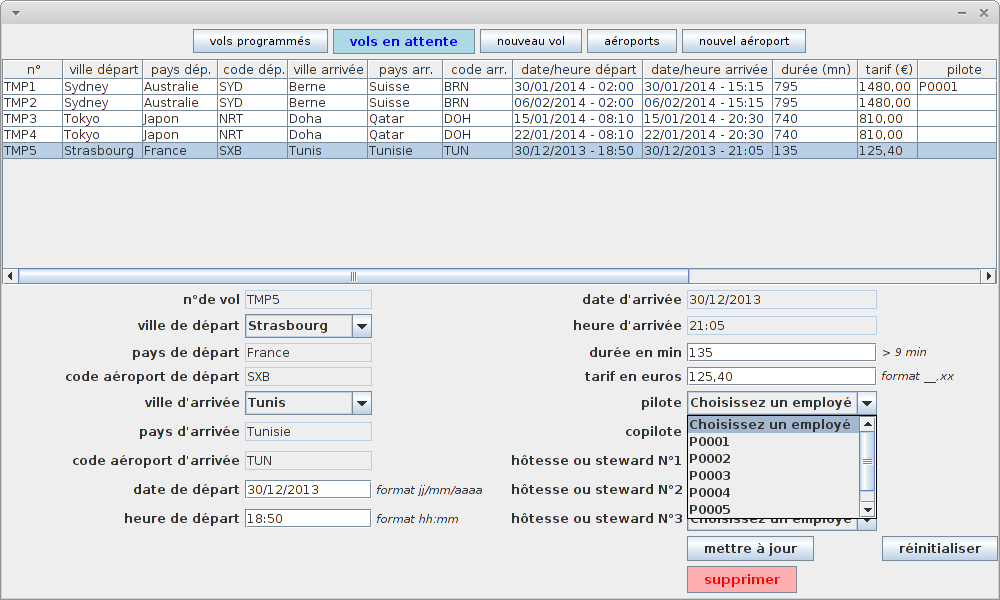 vols programmés vols en attente nouveau vol aéroports nouvel aéroport
n° ville départ pays dép. code dép. ville arrivée pays arr. code arr. date/heure départ date/heure arrivée durée (mn) tarif (€) pilote
TMP1 Sydney Australie SYD Berne Suisse BRN 30/01/2014 - 02:00 30/01/2014 - 15:15 795 1480,00 P0001
TMP2 Sydney Australie SYD Berne Suisse BRN 06/02/2014 - 02:00 06/02/2014 - 15:15 795 1480,00
TMP3 Tokyo Japon NRT Doha Qatar DOH 15/01/2014 - 08:10 15/01/2014 - 20:30 740 810,00
TMP4 Tokyo Japon NRT Doha Qatar DOH 22/01/2014 - 08:10 22/01/2014 - 20:30 740 810,00
TMP5 Strasbourg France SXB Tunis Tunisie TUN 30/12/2013 - 18:50 30/12/2013 - 21:05 135 125,40
n°de vol TMP5
ville de départ Strasbourg
pays de départ France
code aéroport de départ SXB
ville d'arrivée Tunis
pays d'arrivée Tunisie
code aéroport d'arrivée TUN
date de départ 30/12/2013 format jj/mm/aaaa
heure de départ 18:50 format hh:mm
date d'arrivée 30/12/2013
heure d'arrivée 21:05
durée en min 135 > 9 min
tarif en euros 125,40 format __,xx
pilote Choisissez un employé
Choisissez un employé
P0001
P0002
P0003
P0004
P0005
copilote
hôtesse ou steward N°1
hôtesse ou steward N°2
hôtesse ou steward N°3 Choisissez un employé
mettre à jour réinitialiser
supprimer